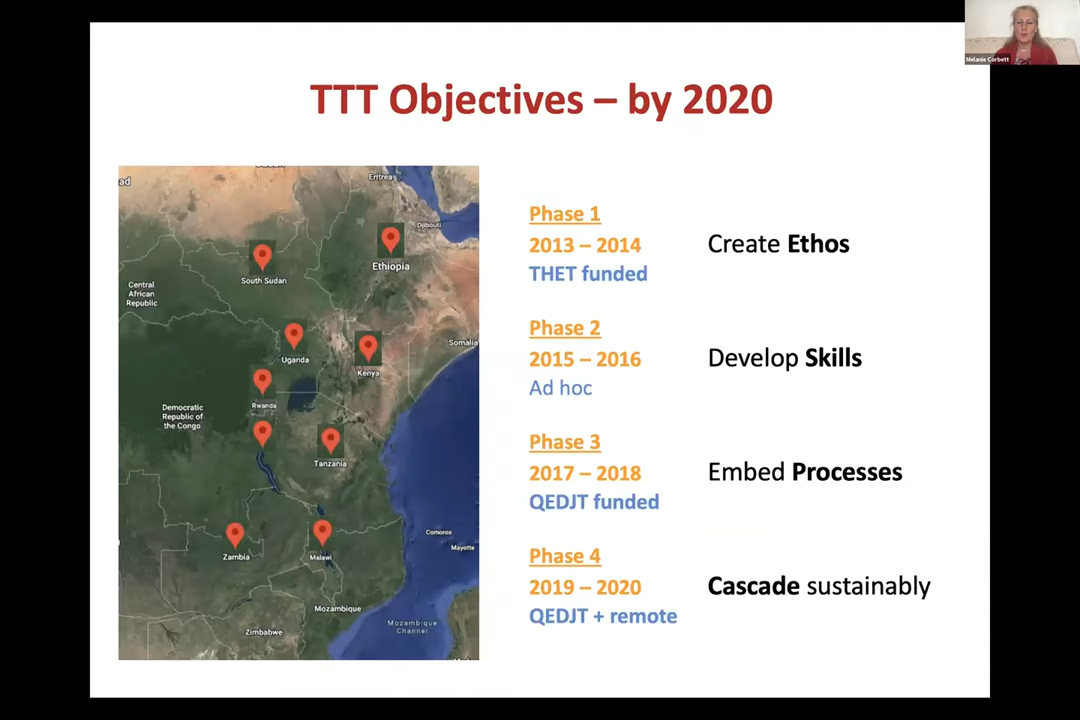 Melanie Corbett
TTT Objectives – by 2020
ad
Eritrea
Djibouti
Ethiopia
South Sudan
Central
African
Republic
Somalia
Uganda
Kenya
Rwanda
Democratic
Republic of
the Congo
Tanzania
Comoros
Mayotte
Zambia
Malawi
Mozambique
Mozambique
Channel
Zimbabwe
Phase 1
2013 – 2014
Create Ethos
THET funded
Phase 2
2015 – 2016
Develop Skills
Ad hoc
Phase 3
2017 – 2018
Embed Processes
QEDJT funded
Phase 4
2019 – 2020
Cascade sustainably
QEDJT + remote